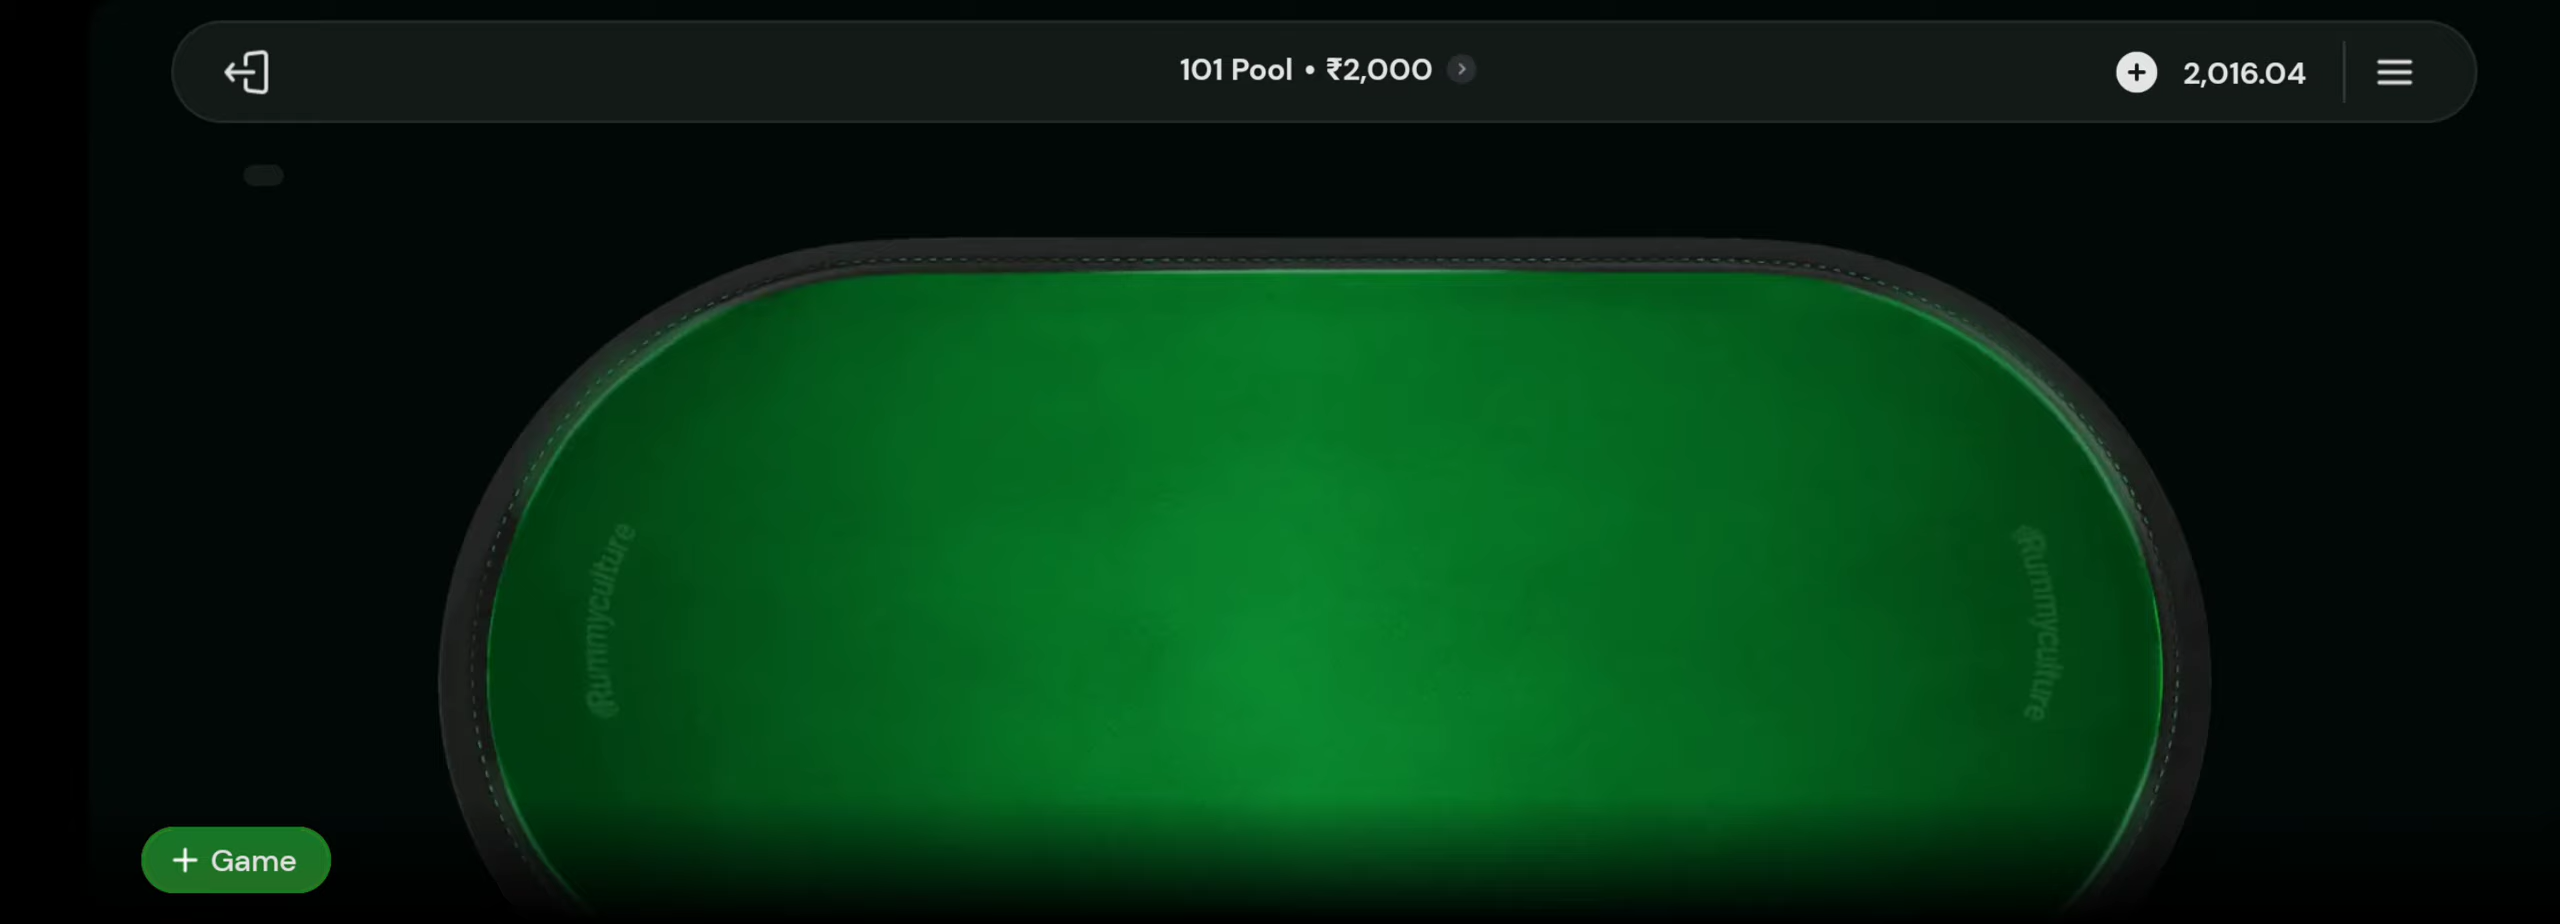 101 Pool • ₹2,000
2,016.04
Rummyculture
Rummyculture
+ Game